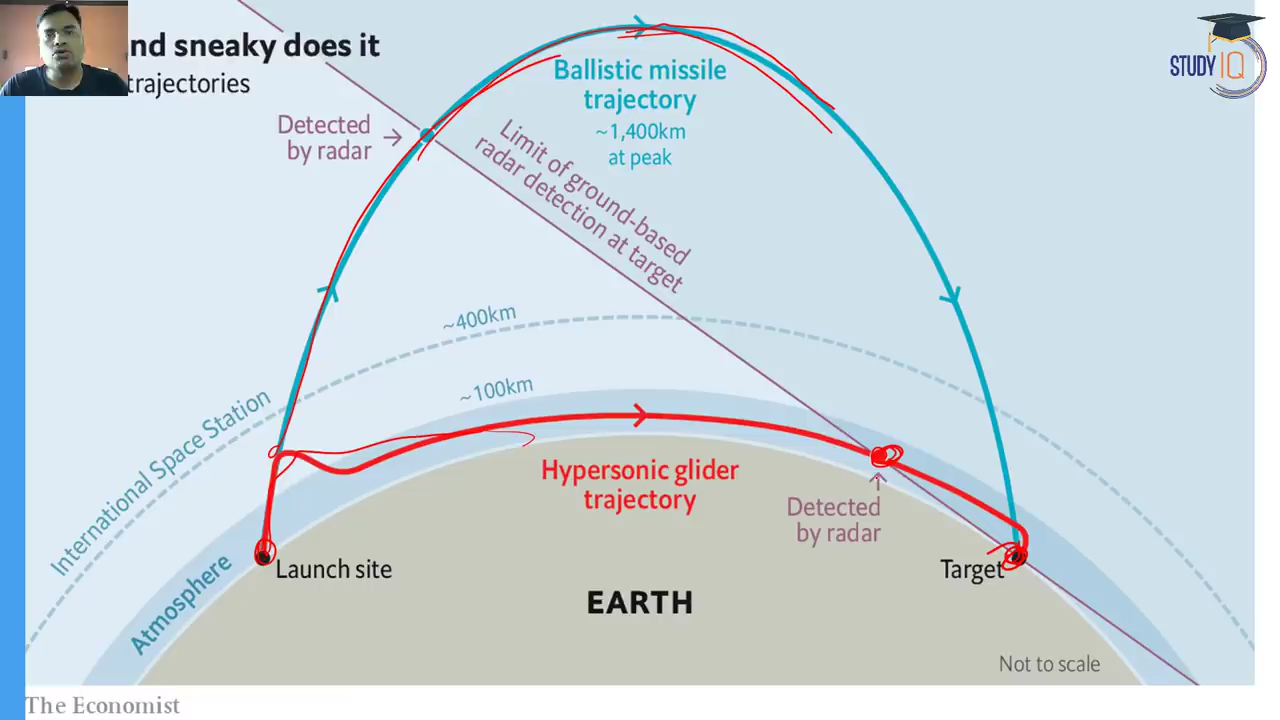 nd sneaky does it
trajectories
STUDY IQ
Detected
by radar
Ballistic missile
trajectory
~1,400km
at peak
Limit of ground-based
radar detection at target
~400km
~100km
International Space Station
Atmosphere
Hypersonic glider
trajectory
Detected
by radar
Launch site
Target
EARTH
Not to scale
The Economist